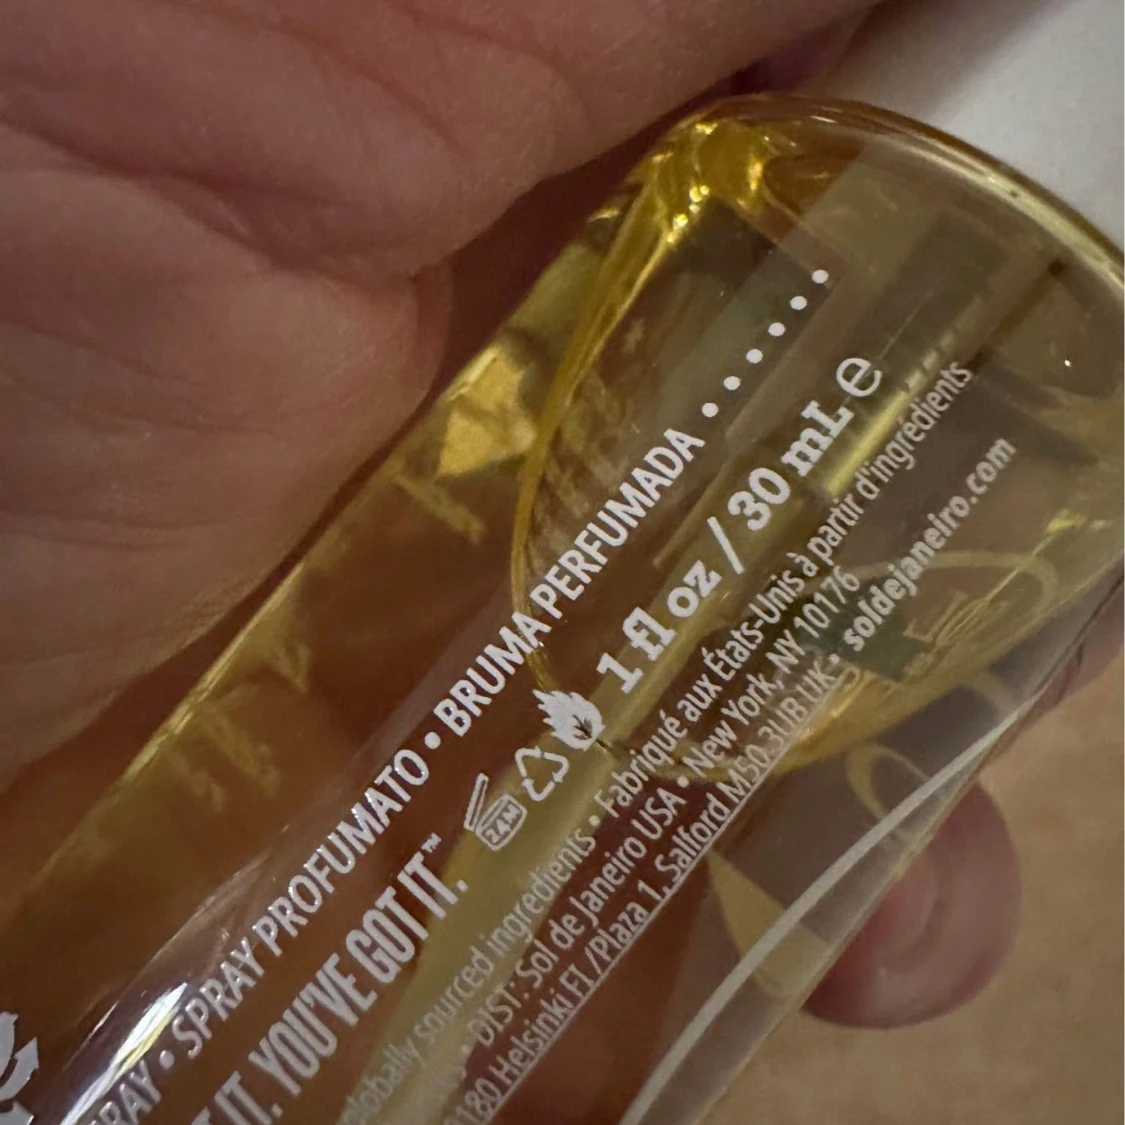 • SPRAY PROFUMATO • BRUMA PERFUMADA • • • • • •
IT. YOU'VE GOT IT.™
24M 1 fl oz / 30 mL e
globally sourced ingredients • Fabriqué aux États-Unis à partir d'ingrédients
• DIST: Sol de Janeiro USA • New York, NY 10176
Helsinki FI /Plaza 1, Salford M50 3UB UK • soldejaneiro.com